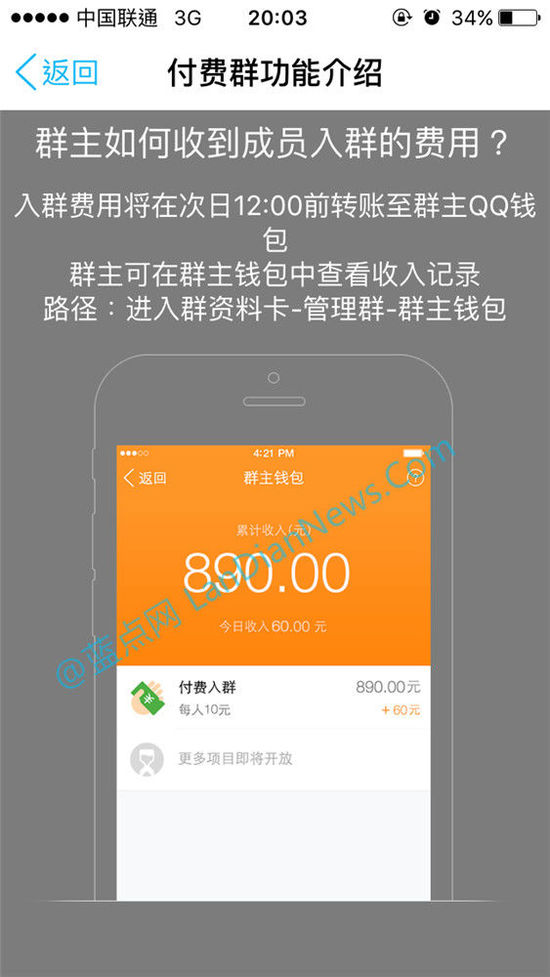 中国联通 3G 20:03 34%
返回 付费群功能介绍
群主如何收到成员入群的费用？
入群费用将在次日12:00前转账至群主QQ钱
包
群主可在群主钱包中查看收入记录
路径：进入群资料卡-管理群-群主钱包
4:21 PM
返回 群主钱包 ?
累计收入(元)
890.00
今日收入 60.00 元
@蓝点网 LanDianNews.Com
付费入群 890.00元
每人10元 +60元
更多项目即将开放